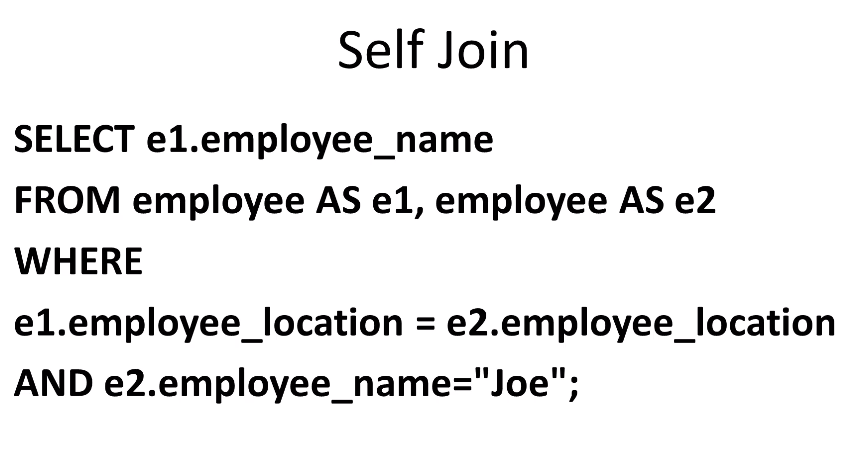 Self Join
SELECT e1.employee_name
FROM employee AS e1, employee AS e2
WHERE
e1.employee_location = e2.employee_location
AND e2.employee_name="Joe";